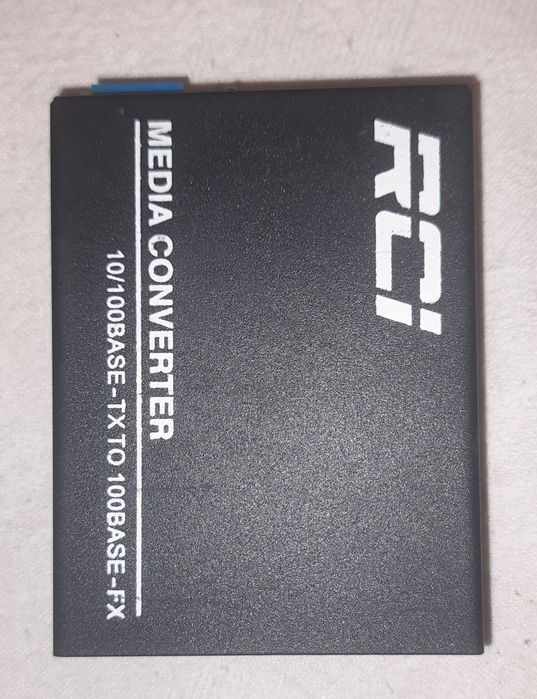 RCi
MEDIA CONVERTER
10/100BASE-TX TO 100BASE-FX